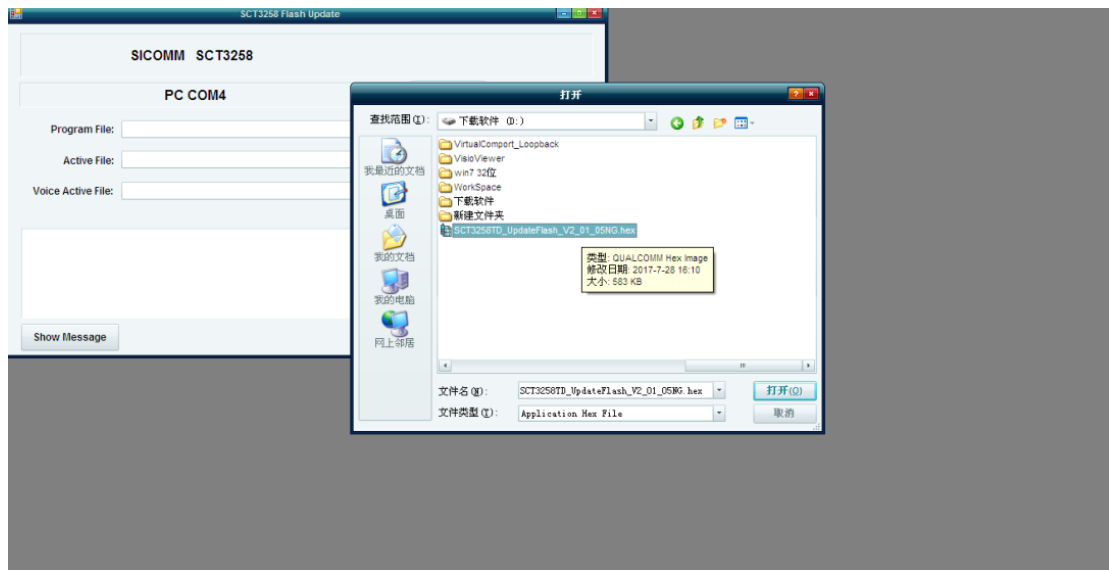 SCT3258 Flash Update
SICOMM SCT3258
PC COM4
Program File:
Active File:
Voice Active File:
Show Message
打开
查找范围(I):
下载软件 (D:)
我最近的文档
桌面
我的文档
我的电脑
网上邻居
VirtualComport_Loopback
VisioViewer
win7 32位
WorkSpace
下载软件
新建文件夹
SCT3258TD_UpdateFlash_V2_01_05NG.hex
类型: QUALCOMM Hex Image
修改日期: 2017-7-28 16:10
大小: 583 KB
文件名(N): SCT3258TD_UpdateFlash_V2_01_05NG.hex 打开(O)
文件类型(T): Application Hex File 取消